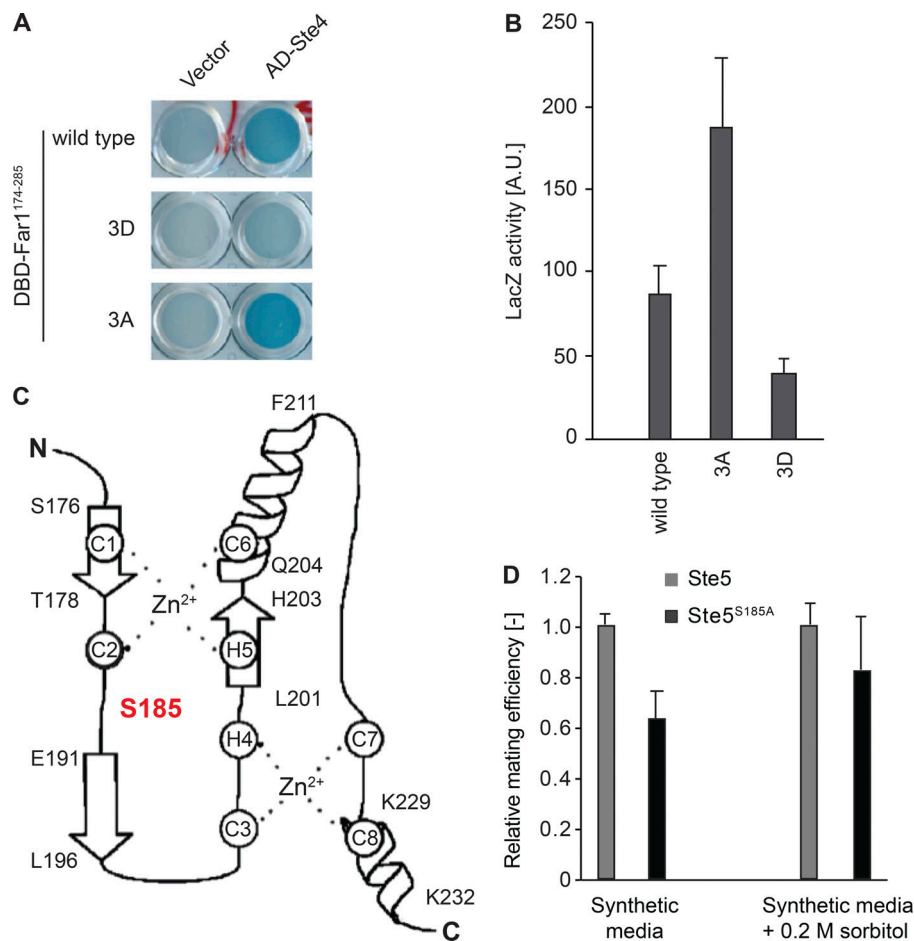 A
Vector
AD-Ste4
DBD-Far1¹⁷⁴⁻²⁸⁵
wild type
3D
3A
B
LacZ activity [A.U.]
250
200
150
100
50
0
wild type
3A
3D
C
N
S176
C1
T178
C2
S185
E191
L196
Zn²⁺
F211
C6
Q204
H203
H5
L201
H4
C3
Zn²⁺
C7
K229
C8
K232
C
D
Ste5
Ste5ˢ¹⁸⁵ᴬ
Relative mating efficiency [-]
1.2
1.0
0.8
0.6
0.4
0.2
0
Synthetic
media
Synthetic media
+ 0.2 M sorbitol